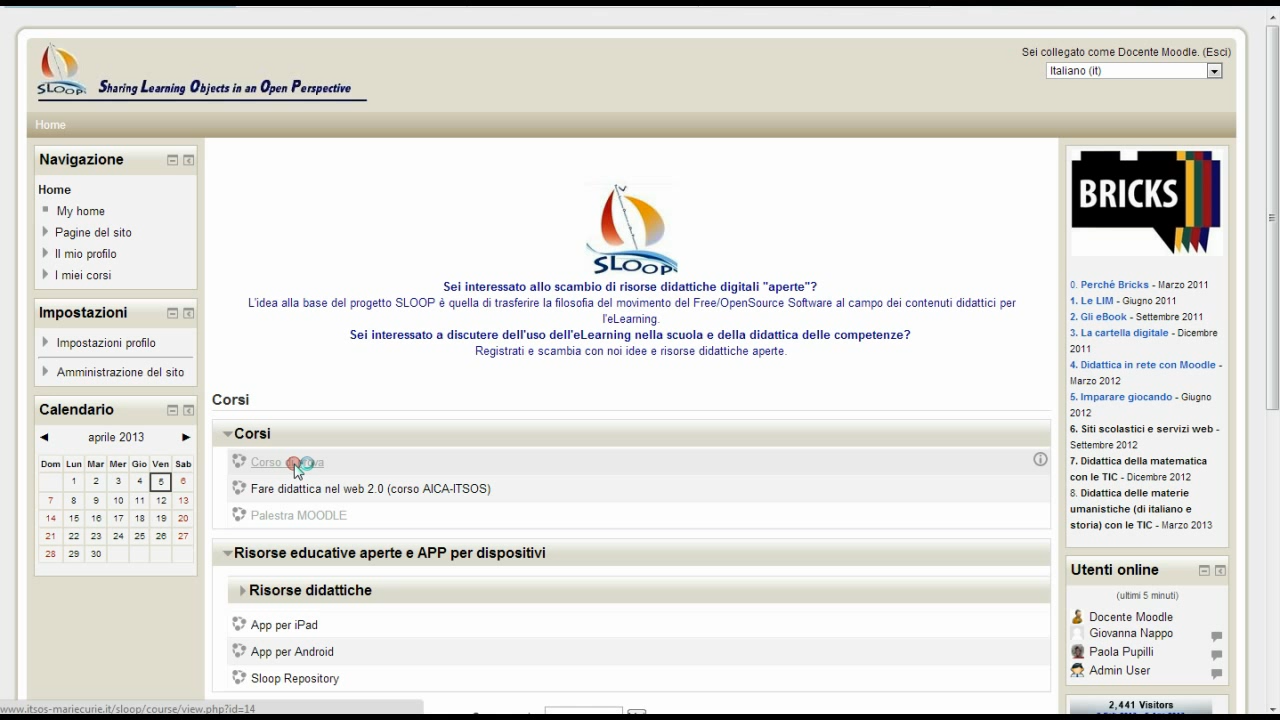 SLOOP
Sharing Learning Objects in an Open Perspective
Sei collegato come Docente Moodle. (Esci)
Italiano (it)
Home
Navigazione
Home
My home
Pagine del sito
Il mio profilo
I miei corsi
Impostazioni
Impostazioni profilo
Amministrazione del sito
Calendario
◄ aprile 2013 ►
Dom Lun Mar Mer Gio Ven Sab
1 2 3 4 5 6
7 8 9 10 11 12 13
14 15 16 17 18 19 20
21 22 23 24 25 26 27
28 29 30
SLOOP
Sei interessato allo scambio di risorse didattiche digitali "aperte"?
L'idea alla base del progetto SLOOP è quella di trasferire la filosofia del movimento del Free/OpenSource Software al campo dei contenuti didattici per
l'eLearning.
Sei interessato a discutere dell'uso dell'eLearning nella scuola e della didattica delle competenze?
Registrati e scambia con noi idee e risorse didattiche aperte.
Corsi
Corsi
Corso
Fare didattica nel web 2.0 (corso AICA-ITSOS)
Palestra MOODLE
Risorse educative aperte e APP per dispositivi
Risorse didattiche
App per iPad
App per Android
Sloop Repository
BRICKS
0. Perché Bricks - Marzo 2011
1. Le LIM - Giugno 2011
2. Gli eBook - Settembre 2011
3. La cartella digitale - Dicembre
2011
4. Didattica in rete con Moodle -
Marzo 2012
5. Imparare giocando - Giugno
2012
6. Siti scolastici e servizi web -
Settembre 2012
7. Didattica della matematica
con le TIC - Dicembre 2012
8. Didattica delle materie
umanistiche (di italiano e
storia) con le TIC - Marzo 2013
Utenti online
(ultimi 5 minuti)
Docente Moodle
Giovanna Nappo
Paola Pupilli
Admin User
2,441 Visitors
www.itsos-mariecurie.it/sloop/course/view.php?id=14